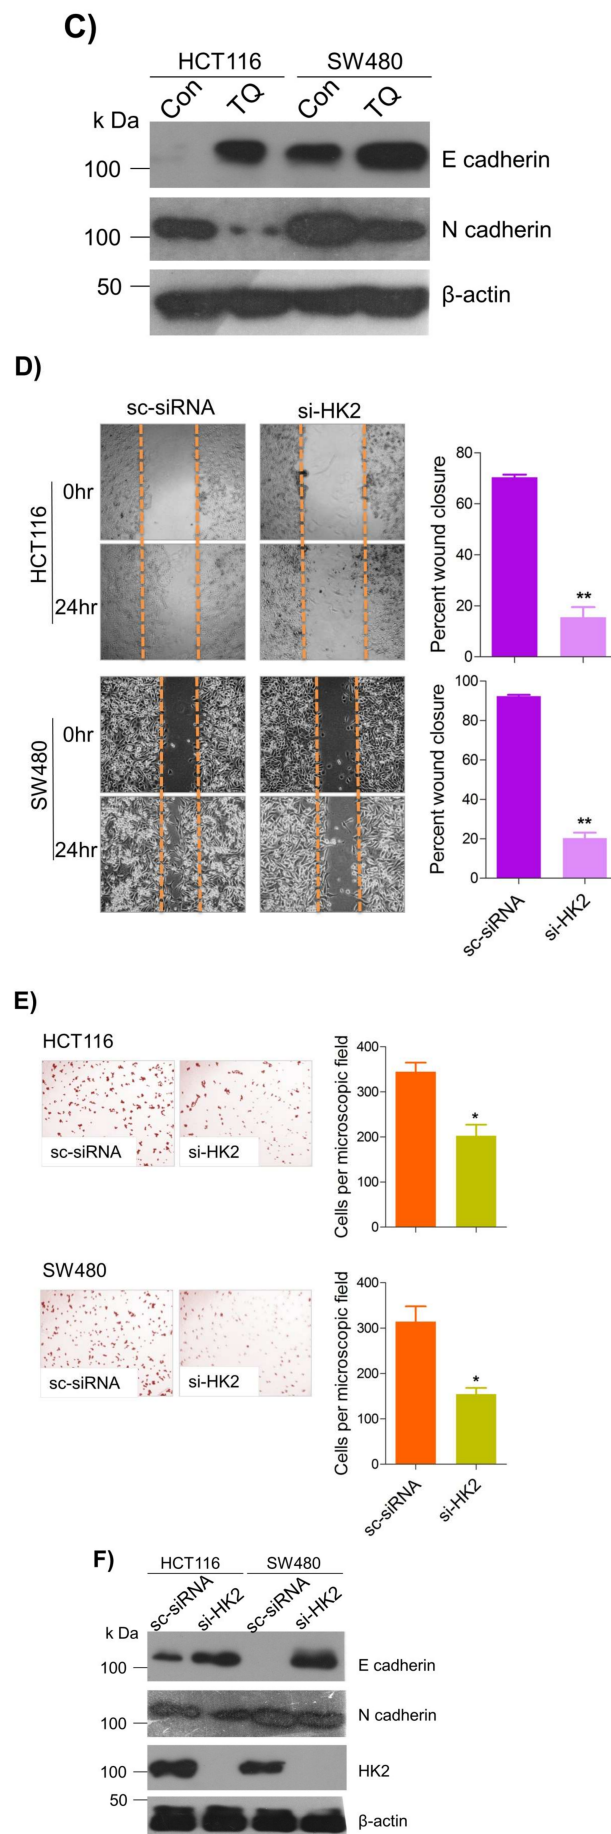 C)
HCT116 SW480
Con TQ Con TQ
k Da
100 E cadherin
100 N cadherin
50 β-actin
D)
sc-siRNA si-HK2
HCT116
0hr
24hr
Percent wound closure
80
60
40
20
0
**
SW480
0hr
24hr
Percent wound closure
100
80
60
40
20
0
**
sc-siRNA si-HK2
E)
HCT116
sc-siRNA si-HK2
Cells per microscopic field
400
300
200
100
0
*
SW480
sc-siRNA si-HK2
Cells per microscopic field
400
300
200
100
0
*
sc-siRNA si-HK2
F)
HCT116 SW480
sc-siRNA si-HK2 sc-siRNA si-HK2
k Da
100 E cadherin
100 N cadherin
100 HK2
50
β-actin